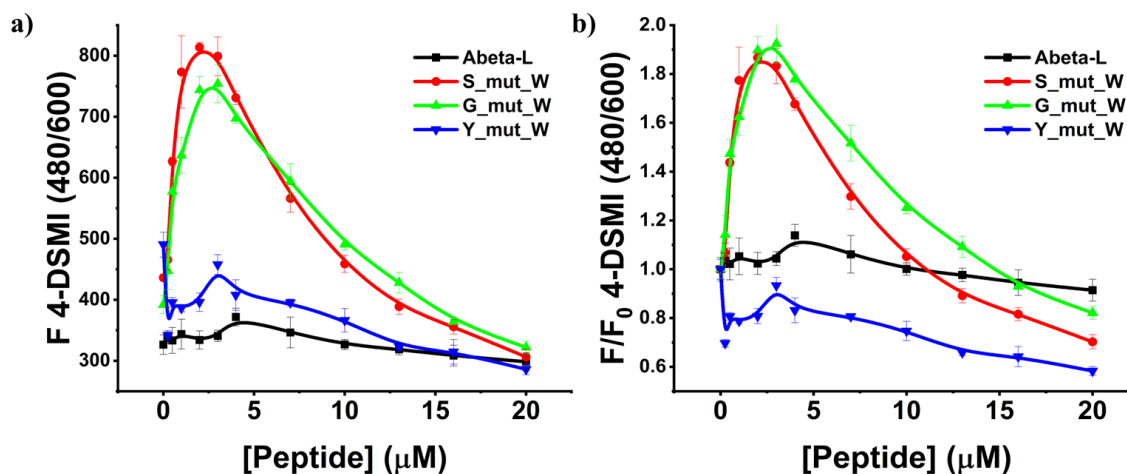 a)
F 4-DSMI (480/600)
800
700
600
500
400
300
0
5
10
15
20
[Peptide] (μM)
Abeta-L
S_mut_W
G_mut_W
Y_mut_W
b)
F/F0 4-DSMI (480/600)
2.0
1.8
1.6
1.4
1.2
1.0
0.8
0.6
0
5
10
15
20
[Peptide] (μM)
Abeta-L
S_mut_W
G_mut_W
Y_mut_W